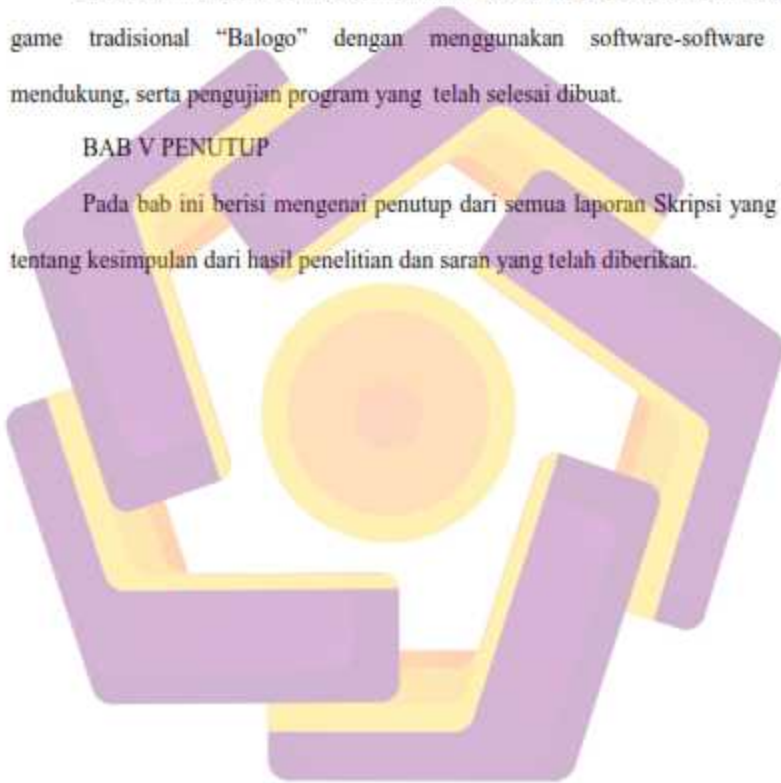 game tradisional “Balogo” dengan menggunakan software-software
mendukung, serta pengujian program yang telah selesai dibuat.
BAB V PENUTUP
Pada bab ini berisi mengenai penutup dari semua laporan Skripsi yang
tentang kesimpulan dari hasil penelitian dan saran yang telah diberikan.